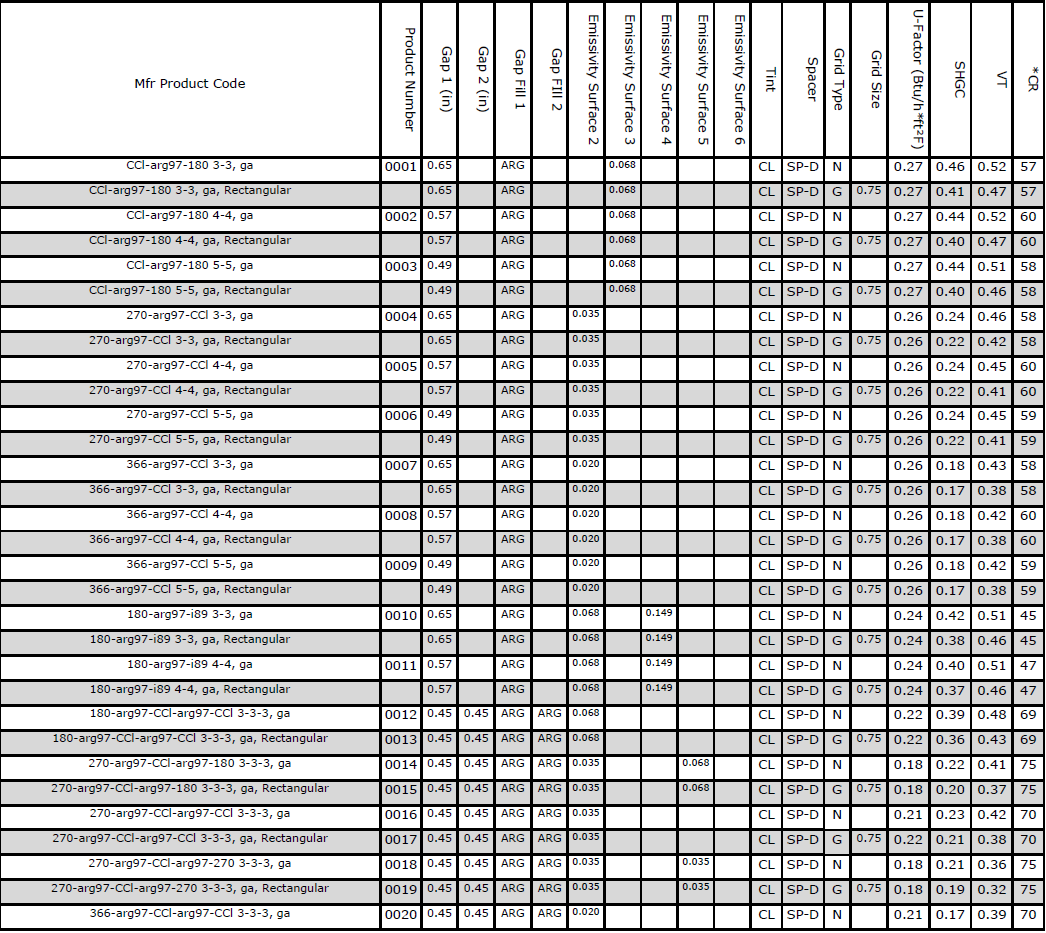 Mfr Product Code Product Number Gap 1 (in) Gap 2 (in) Gap Fill 1 Gap FIll 2 Emissivity Surface 2 Emissivity Surface 3 Emissivity Surface 4 Emissivity Surface 5 Emissivity Surface 6 Tint Spacer Grid Type Grid Size U-Factor (Btu/h*ft²F) SHGC VT *CR
CCl-arg97-180 3-3, ga 0001 0.65 ARG 0.068 CL SP-D N 0.27 0.46 0.52 57
CCl-arg97-180 3-3, ga, Rectangular 0.65 ARG 0.068 CL SP-D G 0.75 0.27 0.41 0.47 57
CCl-arg97-180 4-4, ga 0002 0.57 ARG 0.068 CL SP-D N 0.27 0.44 0.52 60
CCl-arg97-180 4-4, ga, Rectangular 0.57 ARG 0.068 CL SP-D G 0.75 0.27 0.40 0.47 60
CCl-arg97-180 5-5, ga 0003 0.49 ARG 0.068 CL SP-D N 0.27 0.44 0.51 58
CCl-arg97-180 5-5, ga, Rectangular 0.49 ARG 0.068 CL SP-D G 0.75 0.27 0.40 0.46 58
270-arg97-CCl 3-3, ga 0004 0.65 ARG 0.035 CL SP-D N 0.26 0.24 0.46 58
270-arg97-CCl 3-3, ga, Rectangular 0.65 ARG 0.035 CL SP-D G 0.75 0.26 0.22 0.42 58
270-arg97-CCl 4-4, ga 0005 0.57 ARG 0.035 CL SP-D N 0.26 0.24 0.45 60
270-arg97-CCl 4-4, ga, Rectangular 0.57 ARG 0.035 CL SP-D G 0.75 0.26 0.22 0.41 60
270-arg97-CCl 5-5, ga 0006 0.49 ARG 0.035 CL SP-D N 0.26 0.24 0.45 59
270-arg97-CCl 5-5, ga, Rectangular 0.49 ARG 0.035 CL SP-D G 0.75 0.26 0.22 0.41 59
366-arg97-CCl 3-3, ga 0007 0.65 ARG 0.020 CL SP-D N 0.26 0.18 0.43 58
366-arg97-CCl 3-3, ga, Rectangular 0.65 ARG 0.020 CL SP-D G 0.75 0.26 0.17 0.38 58
366-arg97-CCl 4-4, ga 0008 0.57 ARG 0.020 CL SP-D N 0.26 0.18 0.42 60
366-arg97-CCl 4-4, ga, Rectangular 0.57 ARG 0.020 CL SP-D G 0.75 0.26 0.17 0.38 60
366-arg97-CCl 5-5, ga 0009 0.49 ARG 0.020 CL SP-D N 0.26 0.18 0.42 59
366-arg97-CCl 5-5, ga, Rectangular 0.49 ARG 0.020 CL SP-D G 0.75 0.26 0.17 0.38 59
180-arg97-i89 3-3, ga 0010 0.65 ARG 0.068 0.149 CL SP-D N 0.24 0.42 0.51 45
180-arg97-i89 3-3, ga, Rectangular 0.65 ARG 0.068 0.149 CL SP-D G 0.75 0.24 0.38 0.46 45
180-arg97-i89 4-4, ga 0011 0.57 ARG 0.068 0.149 CL SP-D N 0.24 0.40 0.51 47
180-arg97-i89 4-4, ga, Rectangular 0.57 ARG 0.068 0.149 CL SP-D G 0.75 0.24 0.37 0.46 47
180-arg97-CCl-arg97-CCl 3-3-3, ga 0012 0.45 0.45 ARG ARG 0.068 CL SP-D N 0.22 0.39 0.48 69
180-arg97-CCl-arg97-CCl 3-3-3, ga, Rectangular 0013 0.45 0.45 ARG ARG 0.068 CL SP-D G 0.75 0.22 0.36 0.43 69
270-arg97-CCl-arg97-180 3-3-3, ga 0014 0.45 0.45 ARG ARG 0.035 0.068 CL SP-D N 0.18 0.22 0.41 75
270-arg97-CCl-arg97-180 3-3-3, ga, Rectangular 0015 0.45 0.45 ARG ARG 0.035 0.068 CL SP-D G 0.75 0.18 0.20 0.37 75
270-arg97-CCl-arg97-CCl 3-3-3, ga 0016 0.45 0.45 ARG ARG 0.035 CL SP-D N 0.21 0.23 0.42 70
270-arg97-CCl-arg97-CCl 3-3-3, ga, Rectangular 0017 0.45 0.45 ARG ARG 0.035 CL SP-D G 0.75 0.22 0.21 0.38 70
270-arg97-CCl-arg97-270 3-3-3, ga 0018 0.45 0.45 ARG ARG 0.035 0.035 CL SP-D N 0.18 0.21 0.36 75
270-arg97-CCl-arg97-270 3-3-3, ga, Rectangular 0019 0.45 0.45 ARG ARG 0.035 0.035 CL SP-D G 0.75 0.18 0.19 0.32 75
366-arg97-CCl-arg97-CCl 3-3-3, ga 0020 0.45 0.45 ARG ARG 0.020 CL SP-D N 0.21 0.17 0.39 70